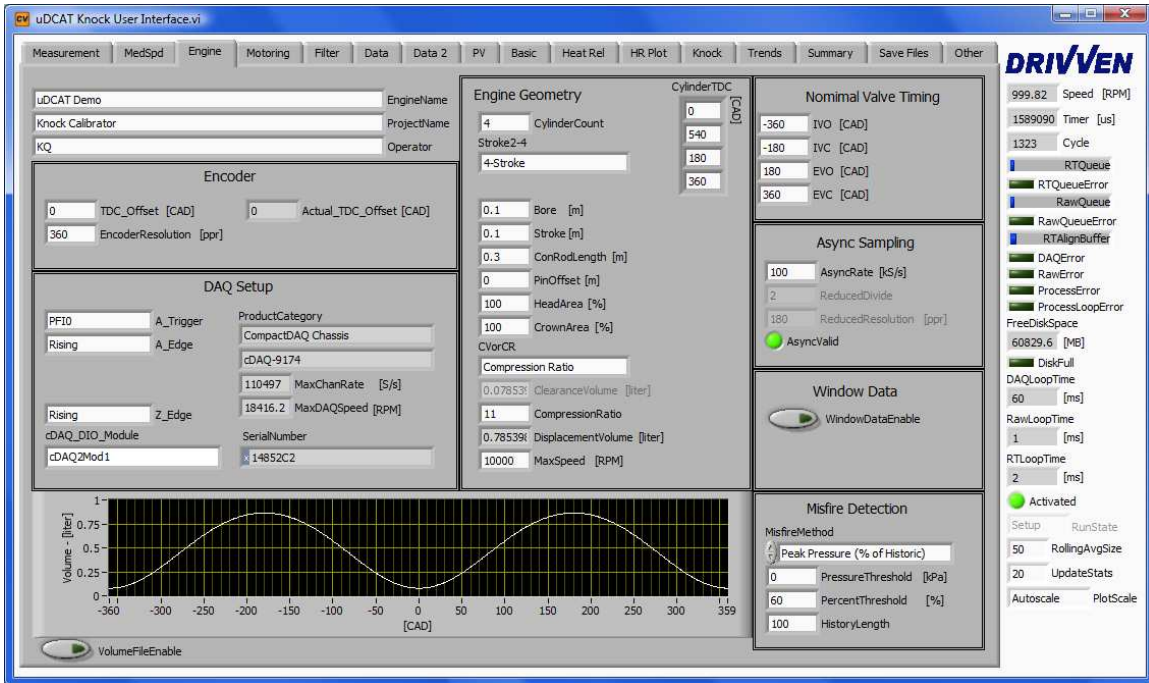 uDCAT Knock User Interface.vi
Measurement MedSpd Engine Motoring Filter Data Data 2 PV Basic Heat Rel HR Plot Knock Trends Summary Save Files Other
uDCAT Demo EngineName
Knock Calibrator ProjectName
KQ Operator
Encoder
0 TDC_Offset [CAD] 0 Actual_TDC_Offset [CAD]
360 EncoderResolution [ppr]
DAQ Setup
PFI0 A_Trigger
Rising A_Edge
Rising Z_Edge
cDAQ_DIO_Module
cDAQ2Mod1
ProductCategory
CompactDAQ Chassis
cDAQ-9174
110497 MaxChanRate [S/s]
18416.2 MaxDAQSpeed [RPM]
SerialNumber
x 14852C2
Engine Geometry
4 CylinderCount
Stroke2-4
4-Stroke
CylinderTDC
[CAD]
0
540
180
360
0.1 Bore [m]
0.1 Stroke [m]
0.3 ConRodLength [m]
0 PinOffset [m]
100 HeadArea [%]
100 CrownArea [%]
CVorCR
Compression Ratio
0.07853 ClearanceVolume [liter]
11 CompressionRatio
0.785398 DisplacementVolume [liter]
10000 MaxSpeed [RPM]
Nomimal Valve Timing
-360 IVO [CAD]
-180 IVC [CAD]
180 EVO [CAD]
360 EVC [CAD]
Async Sampling
100 AsyncRate [kS/s]
2 ReducedDivide
180 ReducedResolution [ppr]
AsyncValid
Window Data
WindowDataEnable
Misfire Detection
MisfireMethod
Peak Pressure (% of Historic)
0 PressureThreshold [kPa]
60 PercentThreshold [%]
100 HistoryLength
Volume - [liter]
1
0.75
0.5
0.25
0
-360 -300 -250 -200 -150 -100 -50 0 50 100 150 200 250 300 359
[CAD]
VolumeFileEnable
DRIVVEN
999.82 Speed [RPM]
1589090 Timer [us]
1323 Cycle
RTQueue
RTQueueError
RawQueue
RawQueueError
RTAlignBuffer
DAQError
RawError
ProcessError
ProcessLoopError
FreeDiskSpace
60829.6 [MB]
DiskFull
DAQLoopTime
60 [ms]
RawLoopTime
1 [ms]
RTLoopTime
2 [ms]
Activated
Setup RunState
50 RollingAvgSize
20 UpdateStats
Autoscale PlotScale